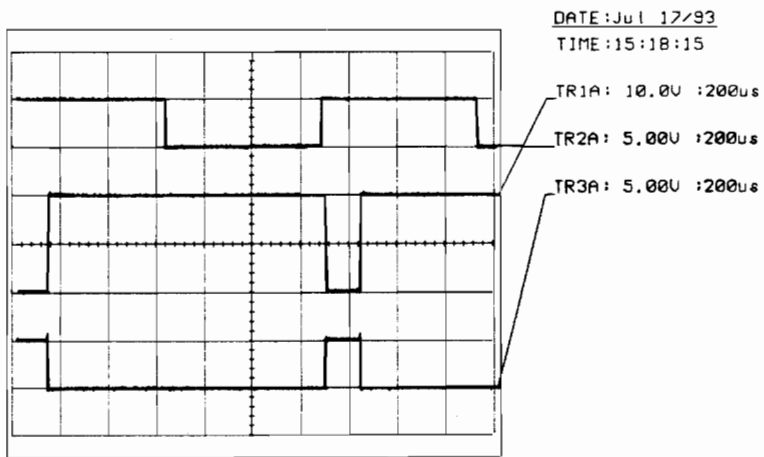 DATE:Jul 17/93
TIME:15:18:15
TR1A: 10.0V :200us
TR2A: 5.00V :200us
TR3A: 5.00V :200us